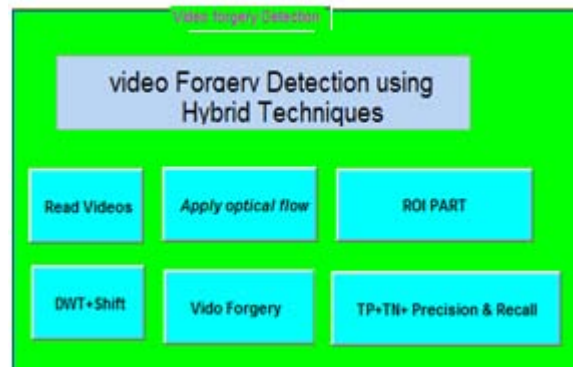 Video forgery Detection
video Forgery Detection using
Hybrid Techniques
Read Videos
Apply optical flow
ROI PART
DWT+Shift
Vido Forgery
TP+TN+ Precision & Recall